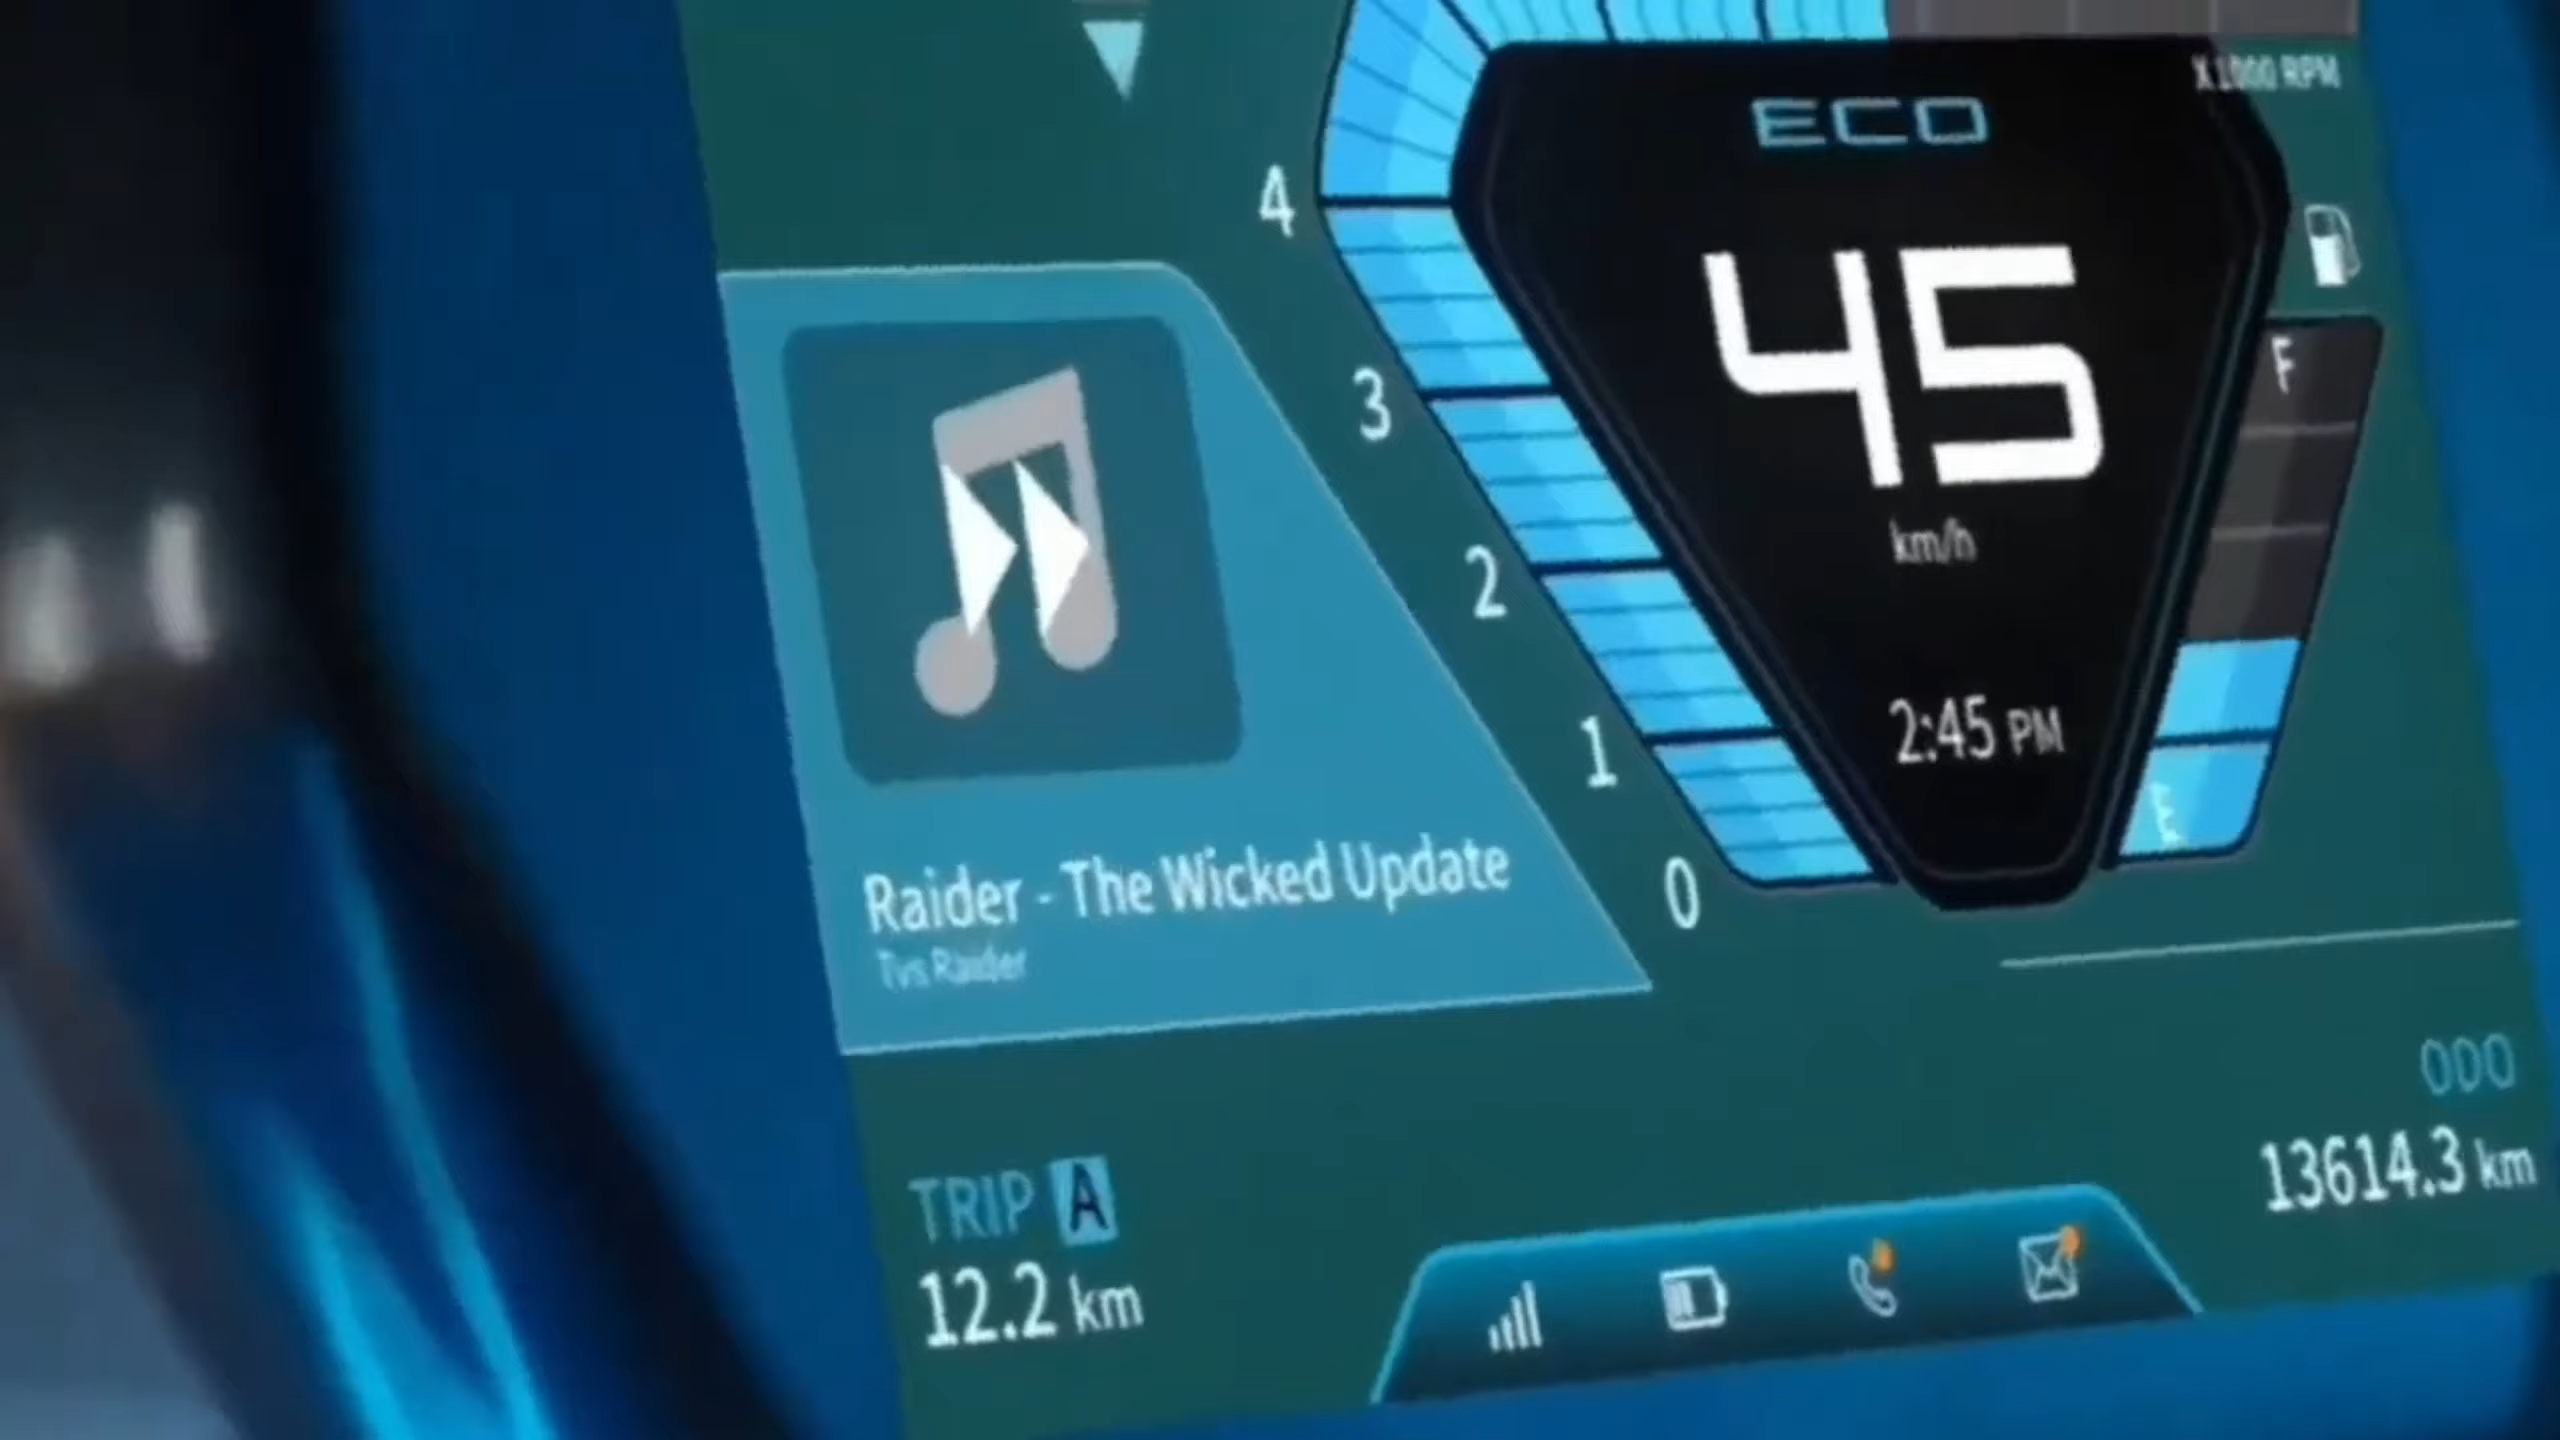 X 1000 RPM
ECO
4
45
F
3
km/h
2
2:45 PM
1
E
0
Raider - The Wicked Update
Tvs Raider
ODO
13614.3 km
TRIP A
12.2 km